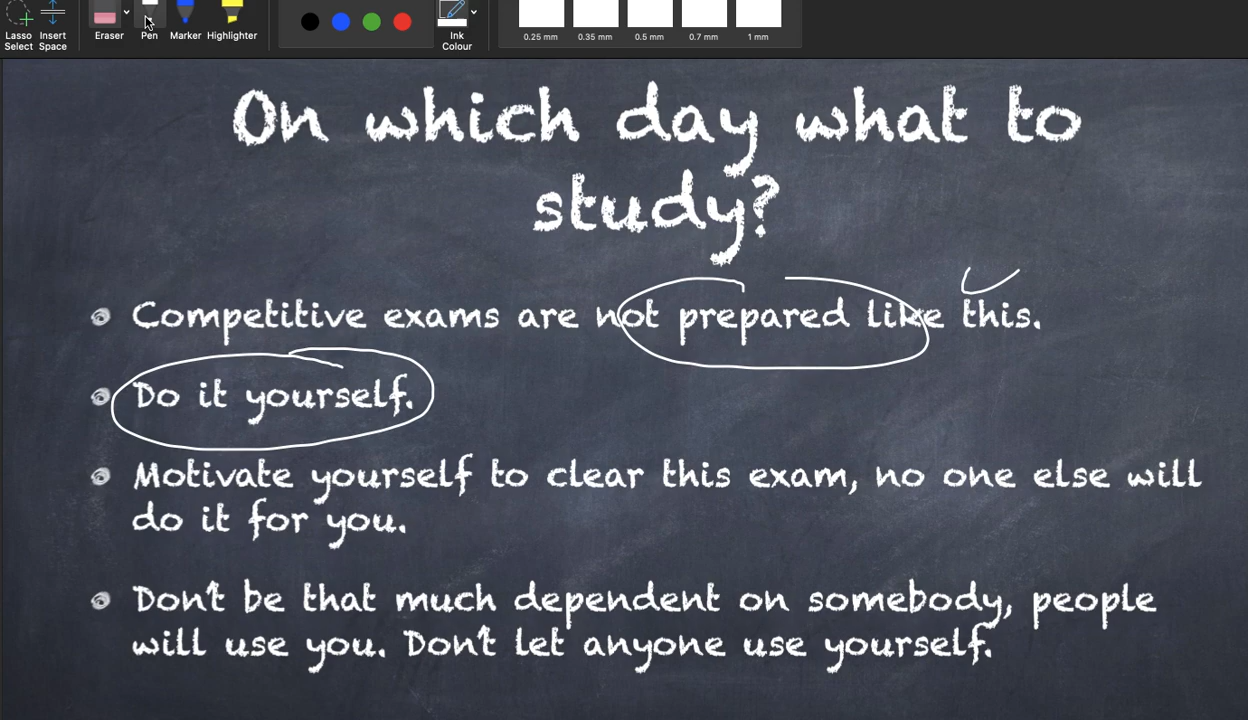 Lasso Select
Insert Space
Eraser
Pen
Marker
Highlighter
Ink Colour
0.25 mm
0.35 mm
0.5 mm
0.7 mm
1 mm
On which day what to
study?
Competitive exams are not prepared like this.
Do it yourself.
Motivate yourself to clear this exam, no one else will
do it for you.
Don't be that much dependent on somebody, people
will use you. Don't let anyone use yourself.